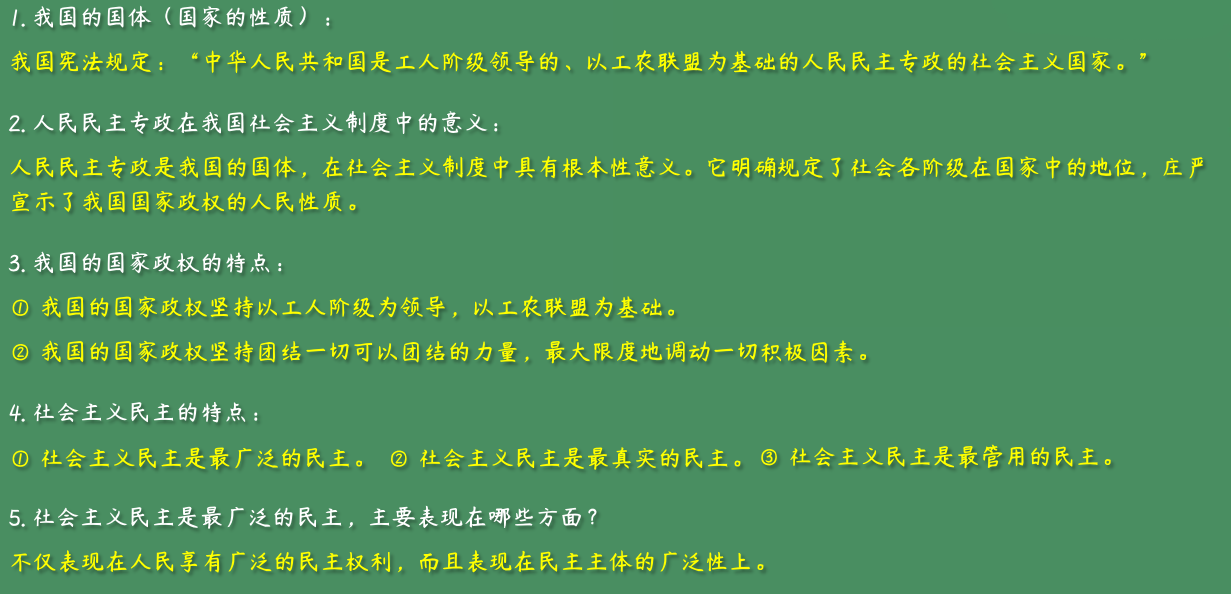 1. 我国的国体（国家的性质）：
我国宪法规定：“中华人民共和国是工人阶级领导的、以工农联盟为基础的人民民主专政的社会主义国家。”
2. 人民民主专政在我国社会主义制度中的意义：
人民民主专政是我国的国体，在社会主义制度中具有根本性意义。它明确规定了社会各阶级在国家中的地位，庄严
宣示了我国国家政权的人民性质。
3. 我国的国家政权的特点：
① 我国的国家政权坚持以工人阶级为领导，以工农联盟为基础。
② 我国的国家政权坚持团结一切可以团结的力量，最大限度地调动一切积极因素。
4. 社会主义民主的特点：
① 社会主义民主是最广泛的民主。 ② 社会主义民主是最真实的民主。③ 社会主义民主是最管用的民主。
5. 社会主义民主是最广泛的民主，主要表现在哪些方面？
不仅表现在人民享有广泛的民主权利，而且表现在民主主体的广泛性上。